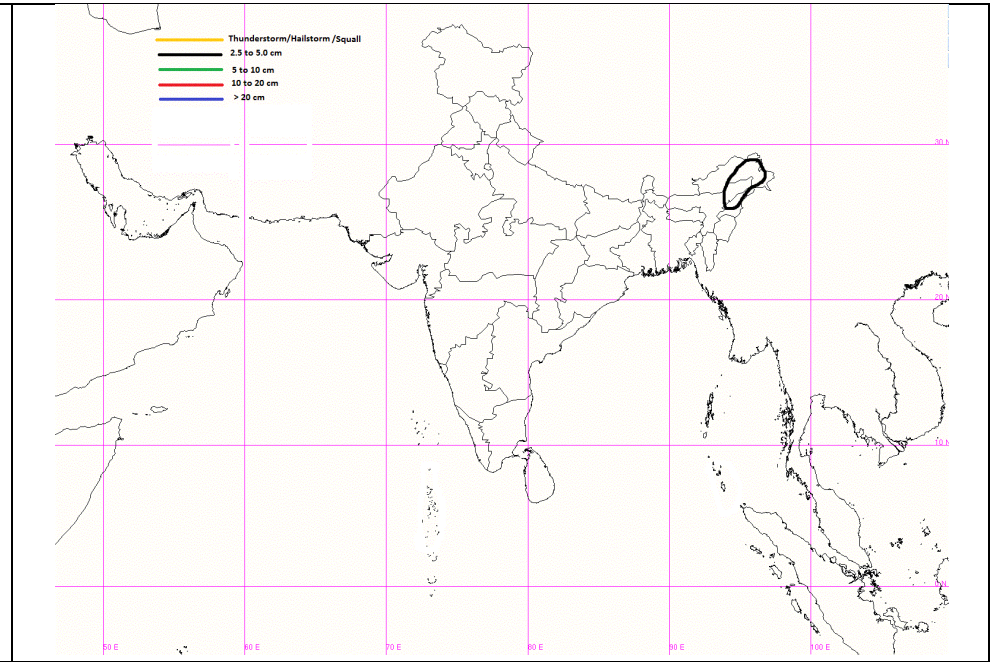 Thunderstorm/Hailstorm /Squall
2.5 to 5.0 cm
5 to 10 cm
10 to 20 cm
> 20 cm
30 N
20 N
10 N
50 E 60 E 70 E 80 E 90 E 100 E